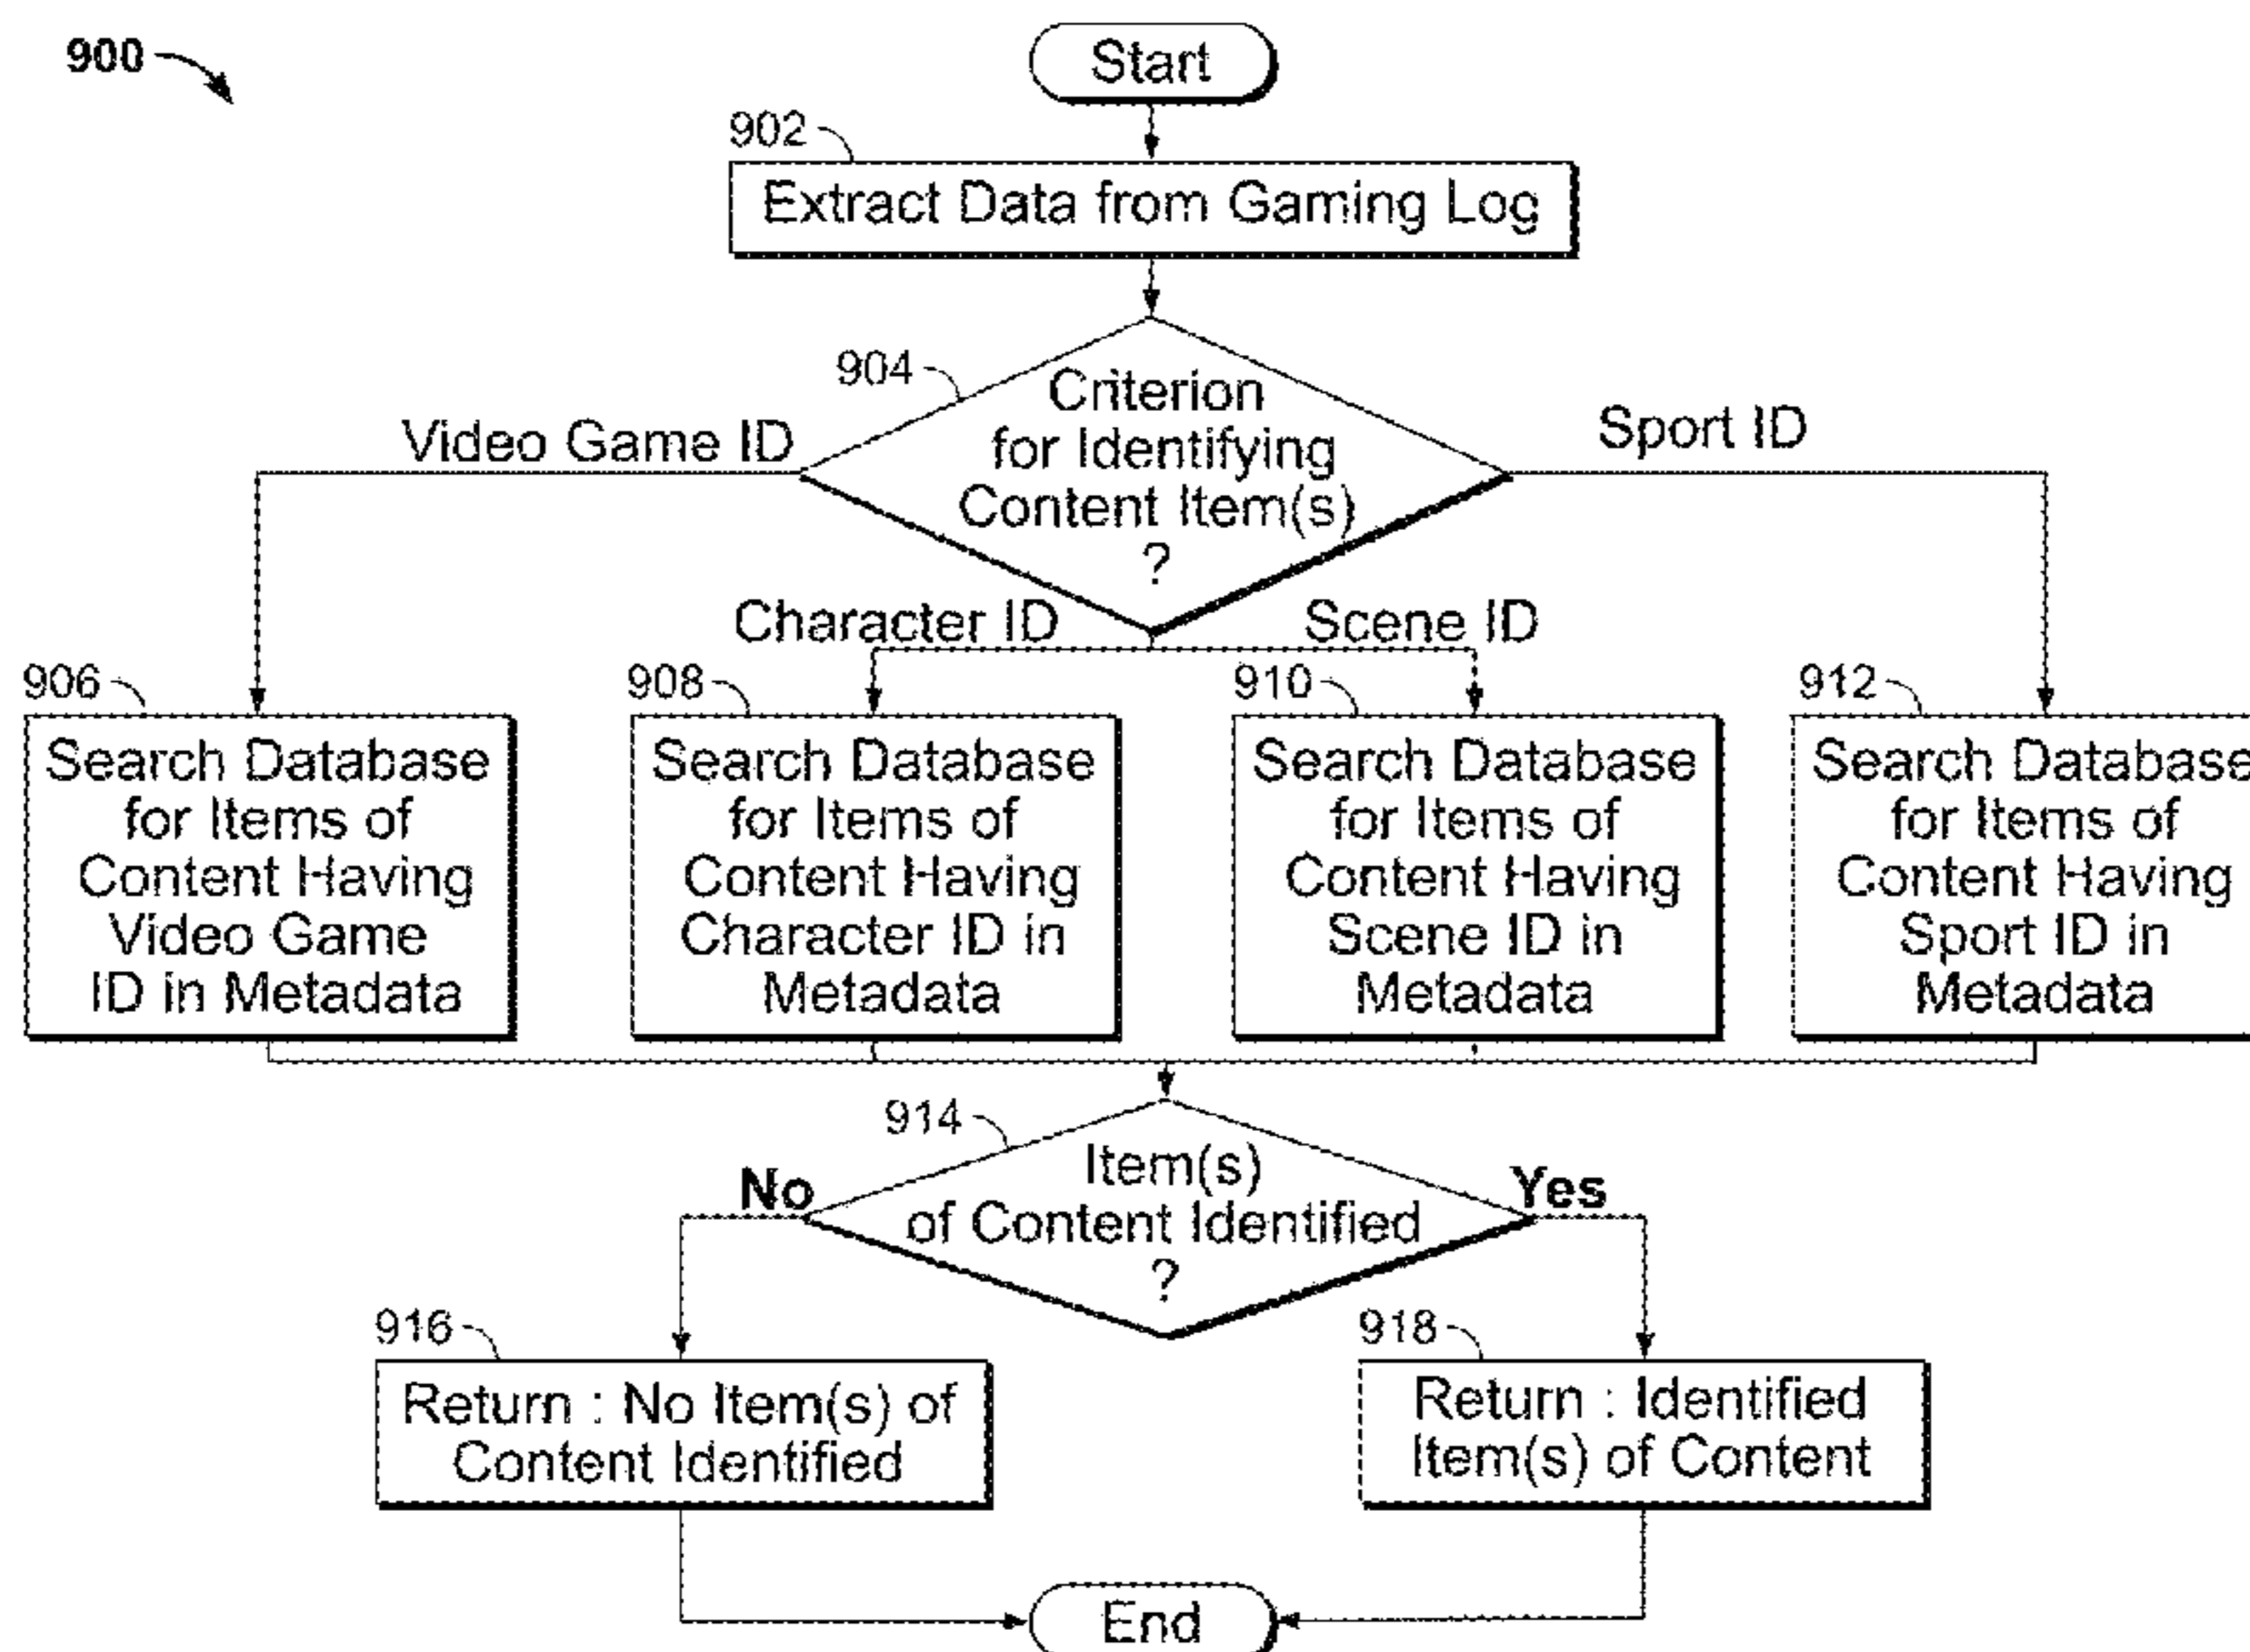 900
Start
902
Extract Data from Gaming Log
904
Criterion
for Identifying
Content Item(s)
?
Video Game ID
Sport ID
Character ID
Scene ID
906
Search Database
for Items of
Content Having
Video Game
ID in Metadata
908
Search Database
for Items of
Content Having
Character ID in
Metadata
910
Search Database
for Items of
Content Having
Scene ID in
Metadata
912
Search Database
for Items of
Content Having
Sport ID in
Metadata
914
Item(s)
of Content Identified
?
No
Yes
916
Return : No Item(s) of
Content Identified
918
Return : Identified
Item(s) of Content
End